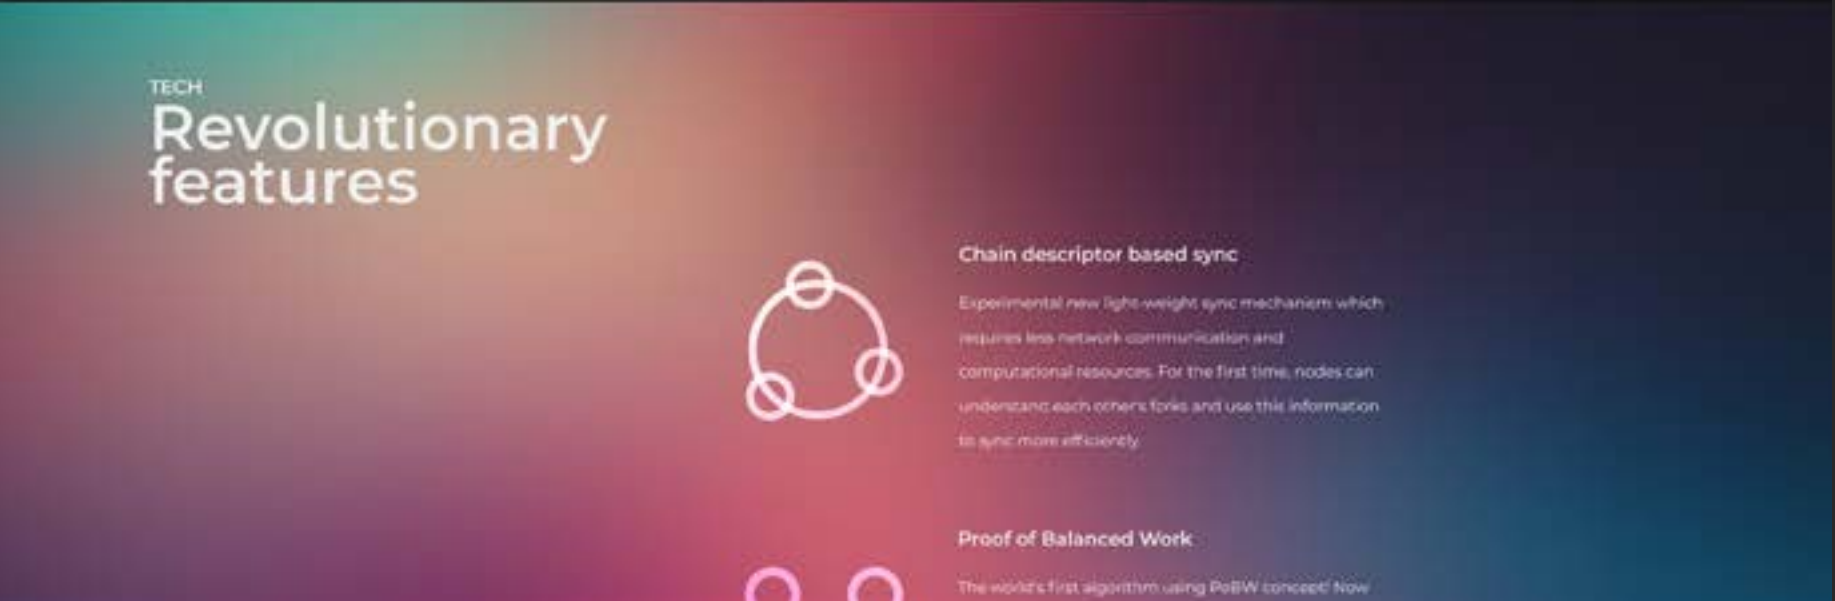 TECH
Revolutionary
features
Chain descriptor based sync
Experimental new light-weight sync mechanism which
requires less network communication and
computational resources. For the first time, nodes can
understand each other's forks and use this information
to sync more efficiently.
Proof of Balanced Work
The world's first algorithm using PoBW concept! Now